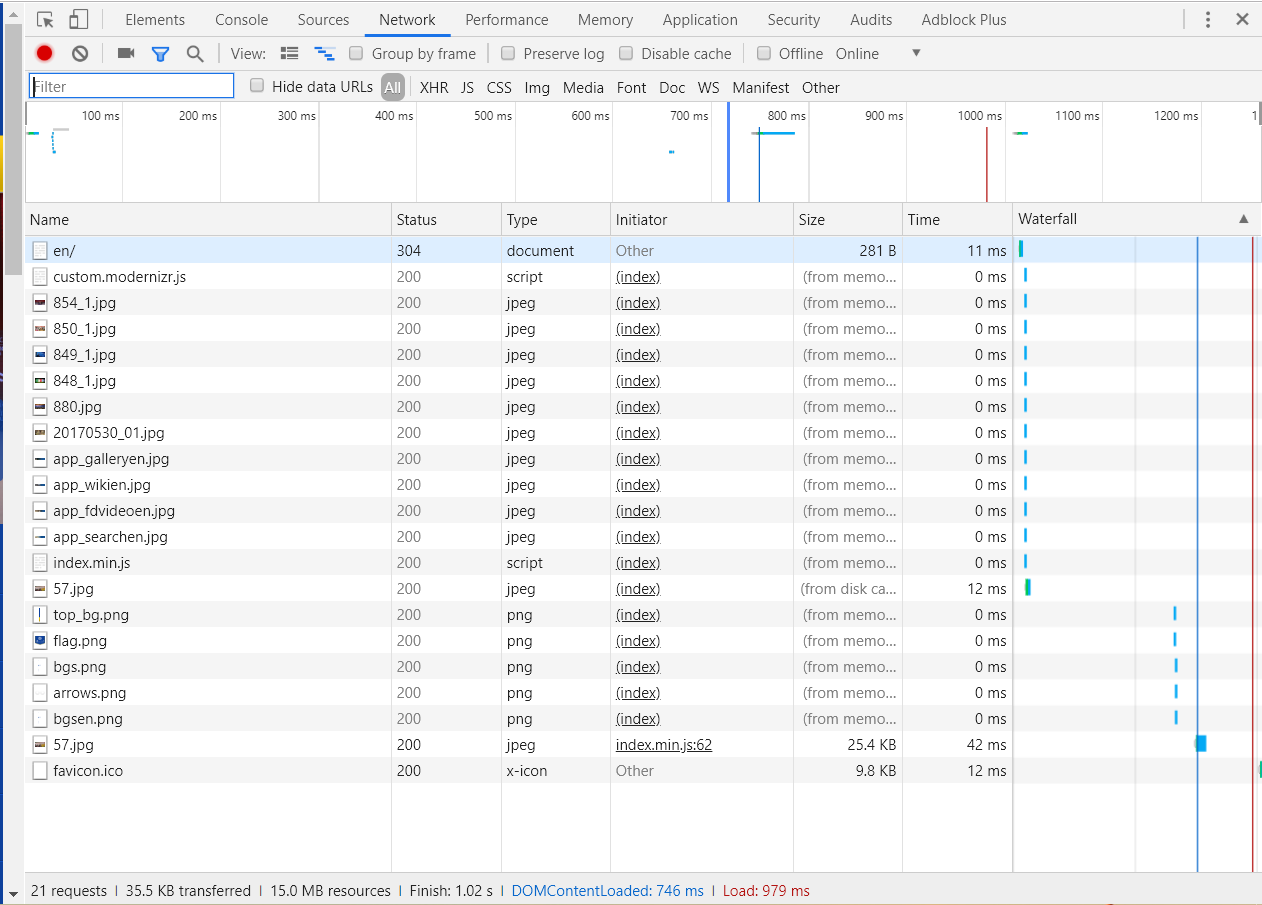 Elements Console Sources Network Performance Memory Application Security Audits Adblock Plus
View: Group by frame Preserve log Disable cache Offline Online
Filter Hide data URLs All XHR JS CSS Img Media Font Doc WS Manifest Other
100 ms 200 ms 300 ms 400 ms 500 ms 600 ms 700 ms 800 ms 900 ms 1000 ms 1100 ms 1200 ms 1
Name Status Type Initiator Size Time Waterfall
en/ 304 document Other 281 B 11 ms
custom.modernizr.js 200 script (index) (from memo... 0 ms
854_1.jpg 200 jpeg (index) (from memo... 0 ms
850_1.jpg 200 jpeg (index) (from memo... 0 ms
849_1.jpg 200 jpeg (index) (from memo... 0 ms
848_1.jpg 200 jpeg (index) (from memo... 0 ms
880.jpg 200 jpeg (index) (from memo... 0 ms
20170530_01.jpg 200 jpeg (index) (from memo... 0 ms
app_galleryen.jpg 200 jpeg (index) (from memo... 0 ms
app_wikien.jpg 200 jpeg (index) (from memo... 0 ms
app_fdvideoen.jpg 200 jpeg (index) (from memo... 0 ms
app_searchen.jpg 200 jpeg (index) (from memo... 0 ms
index.min.js 200 script (index) (from memo... 0 ms
57.jpg 200 jpeg (index) (from disk ca... 12 ms
top_bg.png 200 png (index) (from memo... 0 ms
flag.png 200 png (index) (from memo... 0 ms
bgs.png 200 png (index) (from memo... 0 ms
arrows.png 200 png (index) (from memo... 0 ms
bgsen.png 200 png (index) (from memo... 0 ms
57.jpg 200 jpeg index.min.js:62 25.4 KB 42 ms
favicon.ico 200 x-icon Other 9.8 KB 12 ms
21 requests | 35.5 KB transferred | 15.0 MB resources | Finish: 1.02 s | DOMContentLoaded: 746 ms | Load: 979 ms